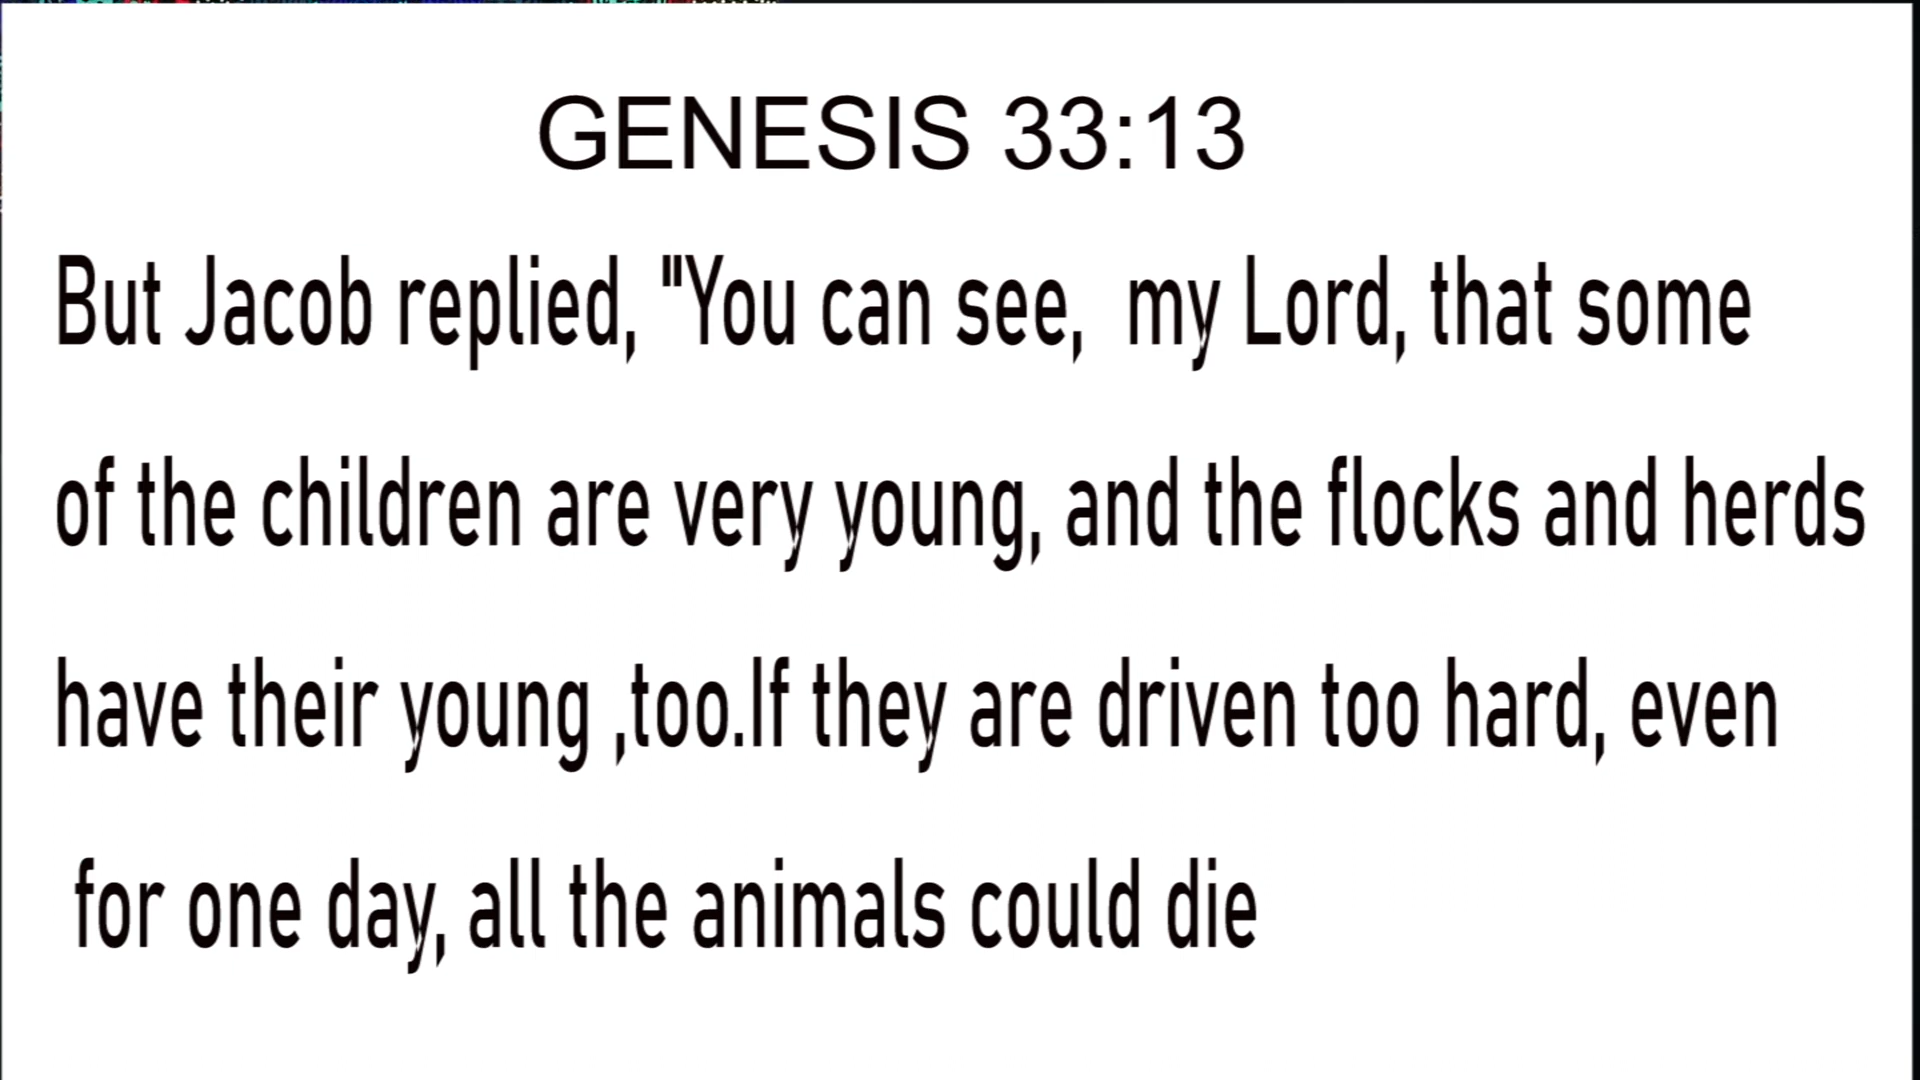 GENESIS 33:13
But Jacob replied, "You can see,  my Lord, that some
of the children are very young, and the flocks and herds
have their young ,too.If they are driven too hard, even
for one day, all the animals could die